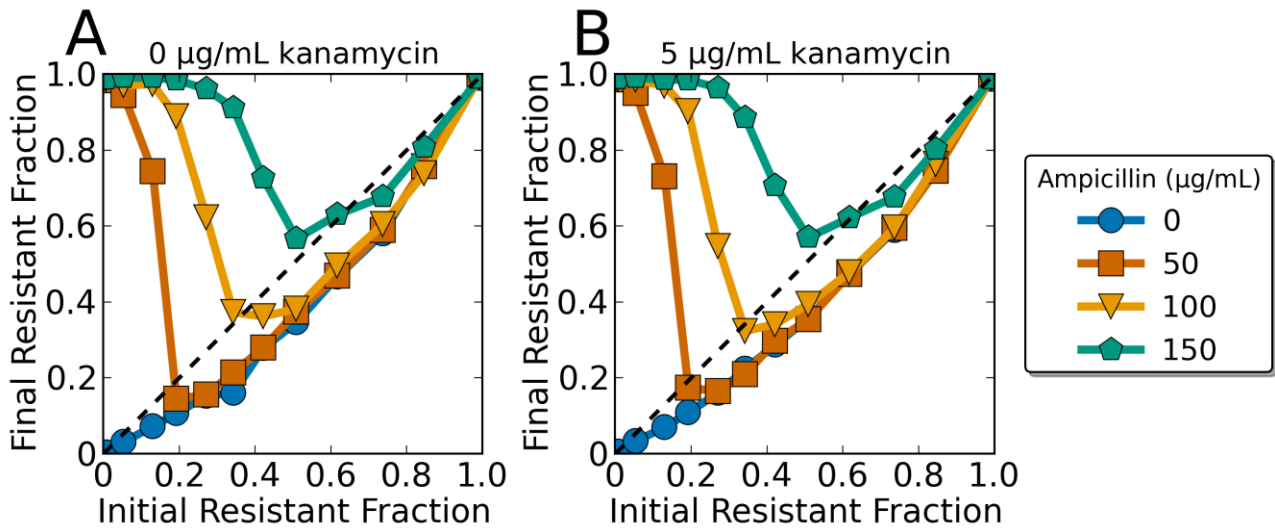 A
0 µg/mL kanamycin
Final Resistant Fraction
1.0
0.8
0.6
0.4
0.2
0
0 0.2 0.4 0.6 0.8 1.0
Initial Resistant Fraction
B
5 µg/mL kanamycin
Final Resistant Fraction
1.0
0.8
0.6
0.4
0.2
0
0 0.2 0.4 0.6 0.8 1.0
Initial Resistant Fraction
Ampicillin (µg/mL)
0
50
100
150